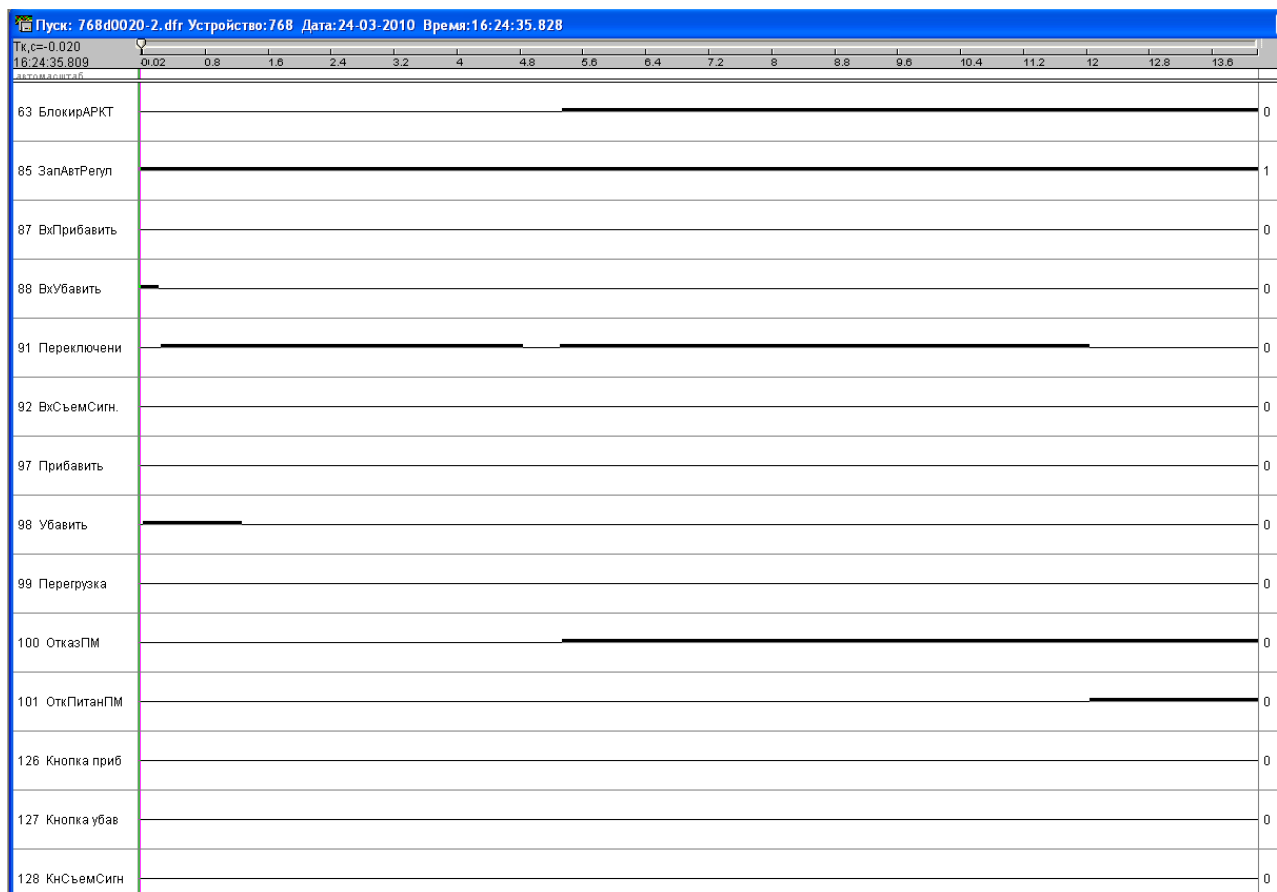 Пуск: 768d0020-2.dfr Устройство:768 Дата:24-03-2010 Время:16:24:35.828
Тк,с=-0.020
16:24:35.809 -0.02 0.8 1.6 2.4 3.2 4 4.8 5.6 6.4 7.2 8 8.8 9.6 10.4 11.2 12 12.8 13.6
автомасштаб
63 БлокирАРКТ 0
85 ЗапАвтРегул 1
87 ВхПрибавить 0
88 ВхУбавить 0
91 Переключени 0
92 ВхСъемСигн. 0
97 Прибавить 0
98 Убавить 0
99 Перегрузка 0
100 ОтказПМ 0
101 ОткПитанПМ 0
126 Кнопка приб 0
127 Кнопка убав 0
128 КнСъемСигн 0